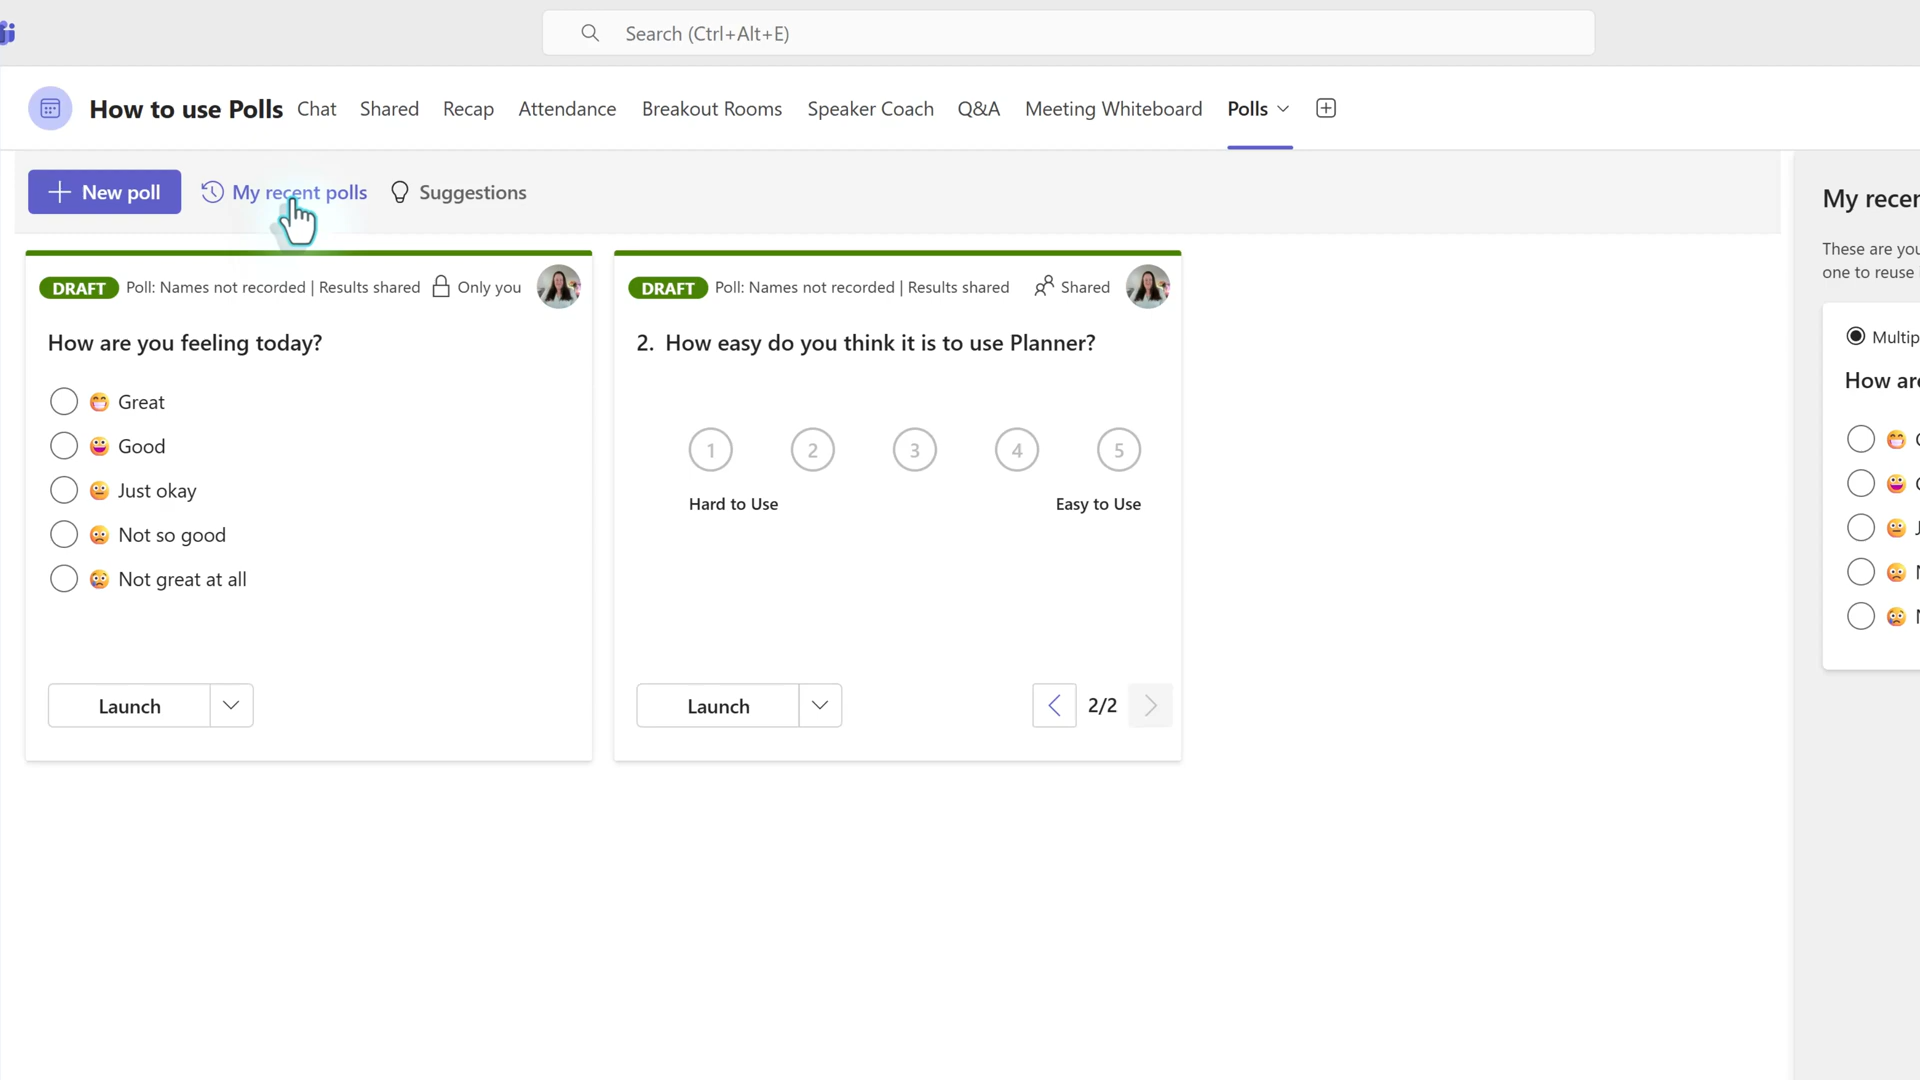 Search (Ctrl+Alt+E)
How to use Polls Chat Shared Recap Attendance Breakout Rooms Speaker Coach Q&A Meeting Whiteboard Polls
New poll My recent polls Suggestions
DRAFT Poll: Names not recorded | Results shared Only you
How are you feeling today?
Great
Good
Just okay
Not so good
Not great at all
Launch
DRAFT Poll: Names not recorded | Results shared Shared
2. How easy do you think it is to use Planner?
1 2 3 4 5
Hard to Use Easy to Use
Launch 2/2
My
These are
one to reuse
How